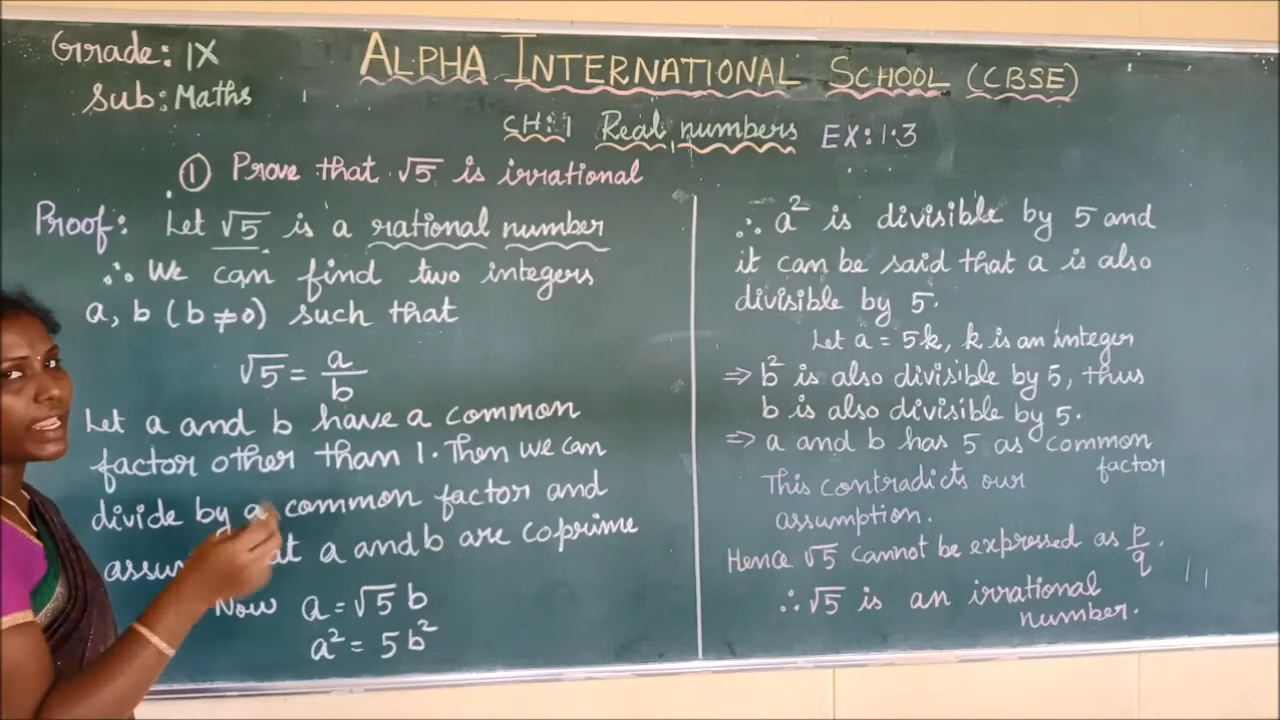 Grade: IX
Sub: Maths
ALPHA INTERNATIONAL SCHOOL (CBSE)
CH:1 Real numbers EX:1.3
① Prove that √5 is irrational
Proof: Let √5 is a rational number
∴ We can find two integers
a, b (b≠0) such that
√5 = a/b
Let a and b have a common
factor other than 1. Then we can
divide by a common factor and
a and b are coprime
Now a = √5 b
a² = 5b²
∴ a² is divisible by 5 and
it can be said that a is also
divisible by 5.
Let a = 5k, k is an integer
⇒ b² is also divisible by 5, thus
b is also divisible by 5.
⇒ a and b has 5 as common
factor
This contradicts our
assumption.
Hence √5 cannot be expressed as p/q.
∴ √5 is an irrational
number.